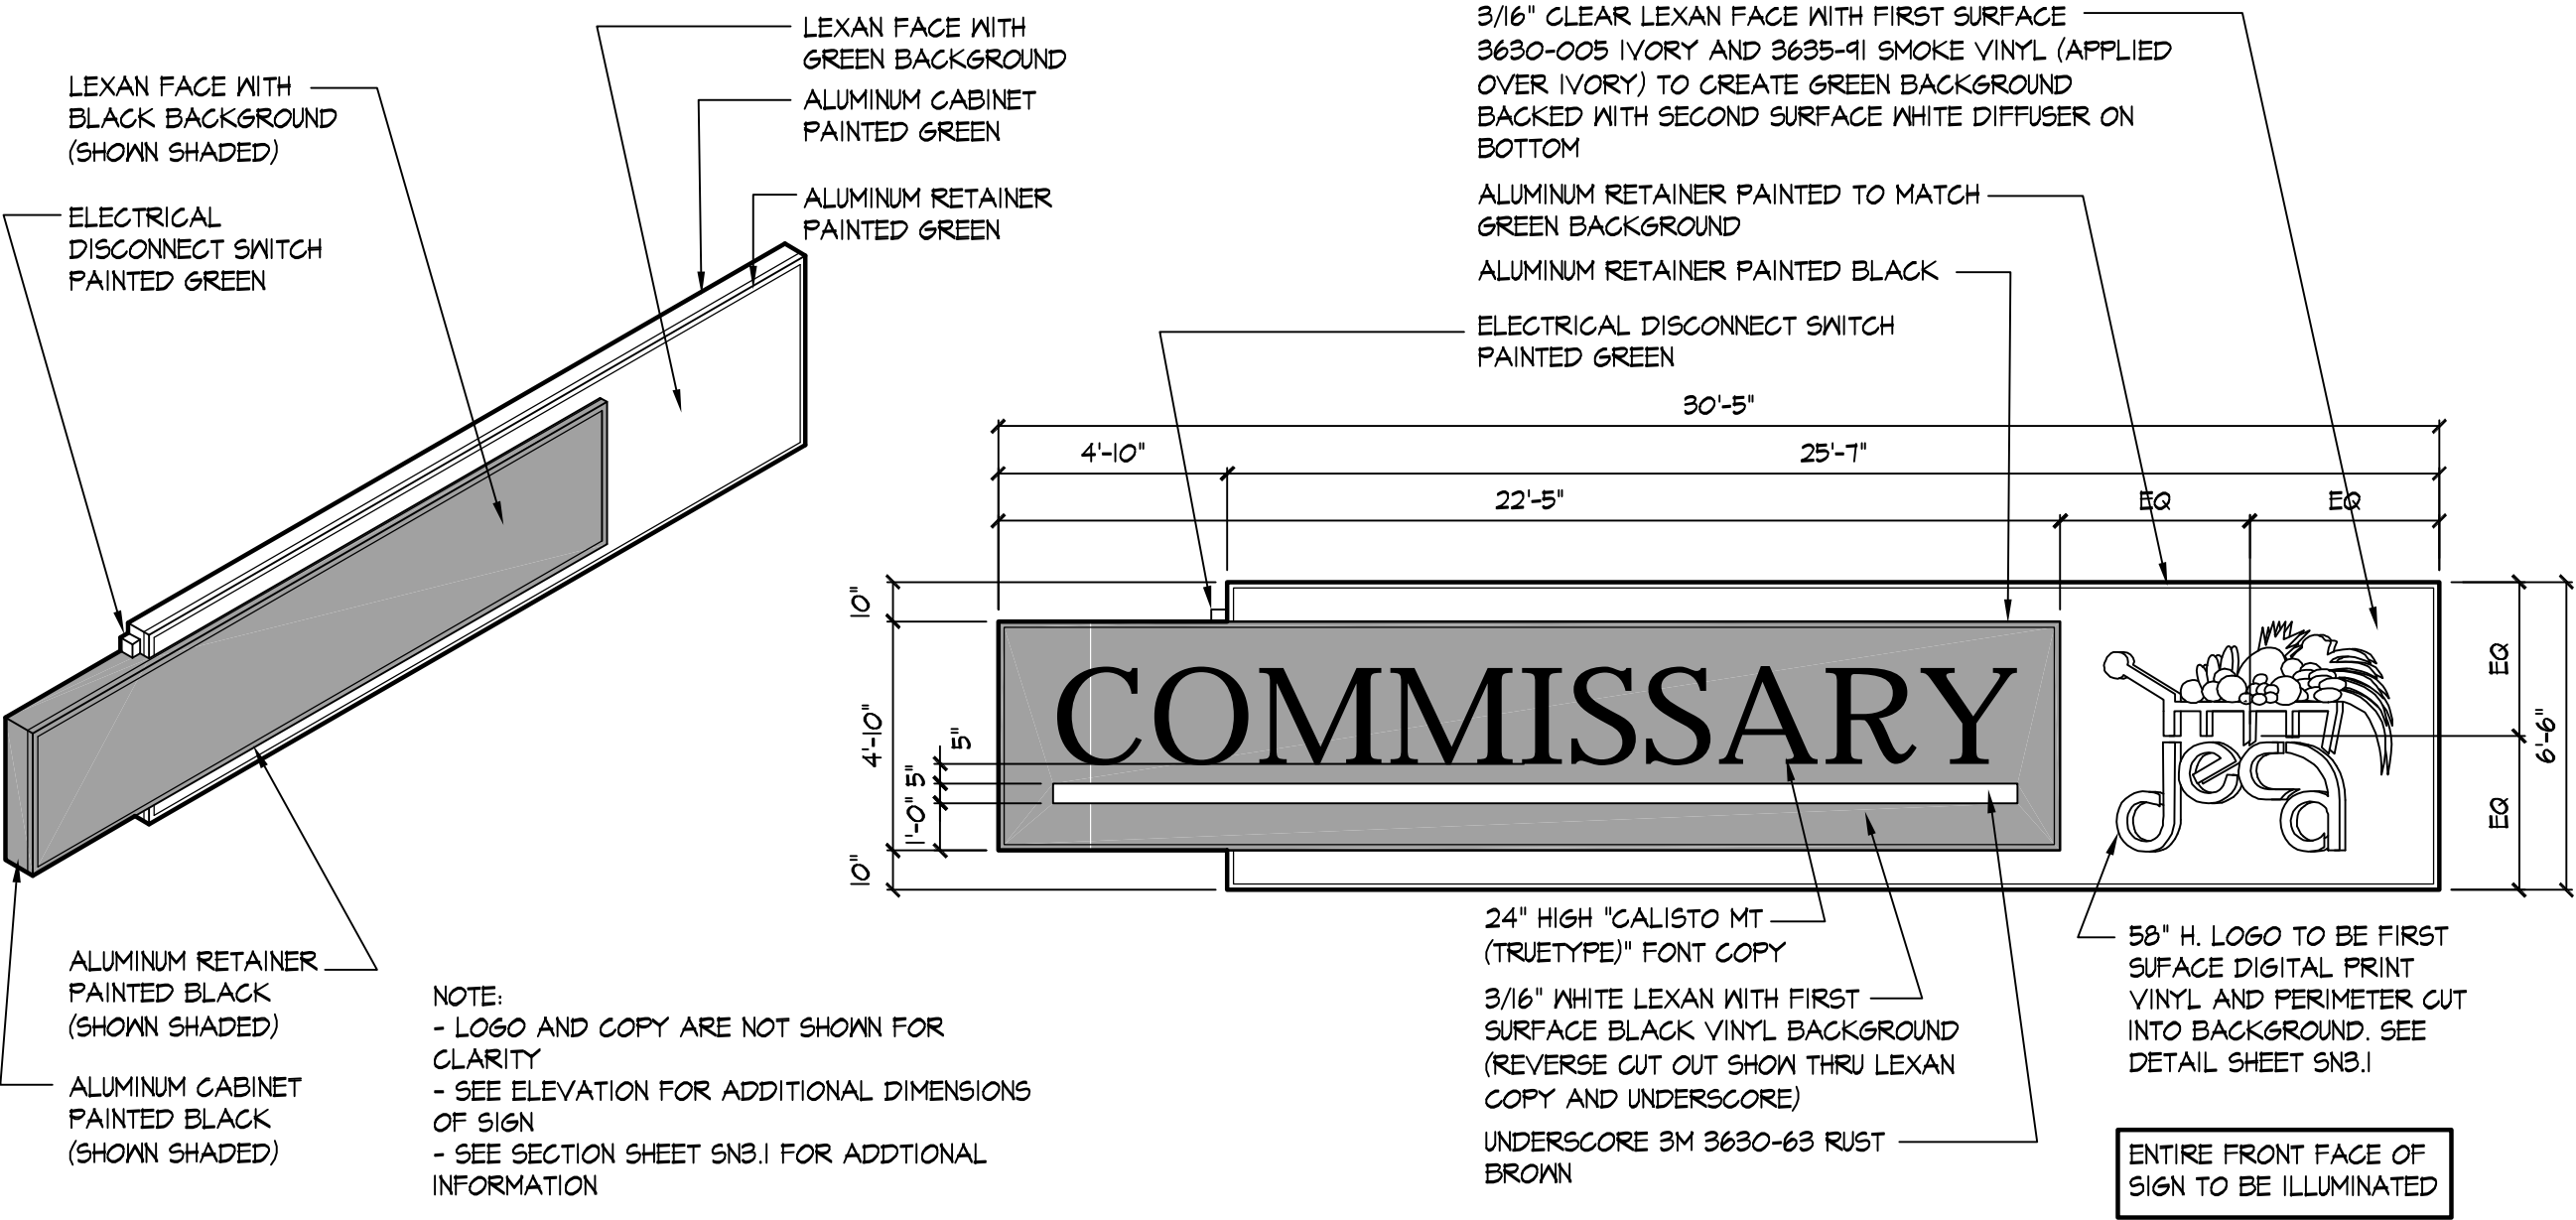 LEXAN FACE WITH
GREEN BACKGROUND
ALUMINUM CABINET
PAINTED GREEN
ALUMINUM RETAINER
PAINTED GREEN
LEXAN FACE WITH
BLACK BACKGROUND
(SHOWN SHADED)
ELECTRICAL
DISCONNECT SWITCH
PAINTED GREEN
ALUMINUM RETAINER
PAINTED BLACK
(SHOWN SHADED)
ALUMINUM CABINET
PAINTED BLACK
(SHOWN SHADED)
NOTE:
- LOGO AND COPY ARE NOT SHOWN FOR
CLARITY
- SEE ELEVATION FOR ADDITIONAL DIMENSIONS
OF SIGN
- SEE SECTION SHEET SN3.1 FOR ADDTIONAL
INFORMATION
3/16" CLEAR LEXAN FACE WITH FIRST SURFACE
3630-005 IVORY AND 3635-91 SMOKE VINYL (APPLIED
OVER IVORY) TO CREATE GREEN BACKGROUND
BACKED WITH SECOND SURFACE WHITE DIFFUSER ON
BOTTOM
ALUMINUM RETAINER PAINTED TO MATCH
GREEN BACKGROUND
ALUMINUM RETAINER PAINTED BLACK
ELECTRICAL DISCONNECT SWITCH
PAINTED GREEN
30'-5"
4'-10"
25'-7"
22'-5"
EQ
EQ
10"
4'-10"
10"
5"
5"
1'-0"
COMMISSARY
deca
EQ
EQ
6'-6"
24" HIGH "CALISTO MT
(TRUETYPE)" FONT COPY
3/16" WHITE LEXAN WITH FIRST
SURFACE BLACK VINYL BACKGROUND
(REVERSE CUT OUT SHOW THRU LEXAN
COPY AND UNDERSCORE)
UNDERSCORE 3M 3630-63 RUST
BROWN
58" H. LOGO TO BE FIRST
SUFACE DIGITAL PRINT
VINYL AND PERIMETER CUT
INTO BACKGROUND. SEE
DETAIL SHEET SN3.1
ENTIRE FRONT FACE OF
SIGN TO BE ILLUMINATED